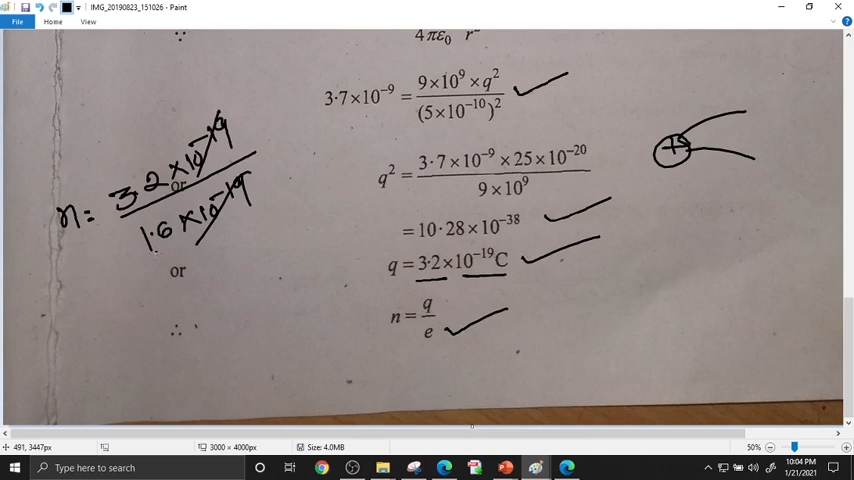 IMG_20190823_151026 - Paint
File
Home
View
∵
4πε₀ r²
3·7×10⁻⁹ = 9×10⁹×q² / (5×10⁻¹⁰)²
or
q² = 3·7×10⁻⁹×25×10⁻²⁰ / 9×10⁹
= 10·28×10⁻³⁸
or
q = 3·2×10⁻¹⁹C
∴
n = q / e
n = 3.2×10⁻¹⁹ / 1.6×10⁻¹⁹
491, 3447px
3000 × 4000px
Size: 4.0MB
50%
Type here to search
10:04 PM
1/21/2021